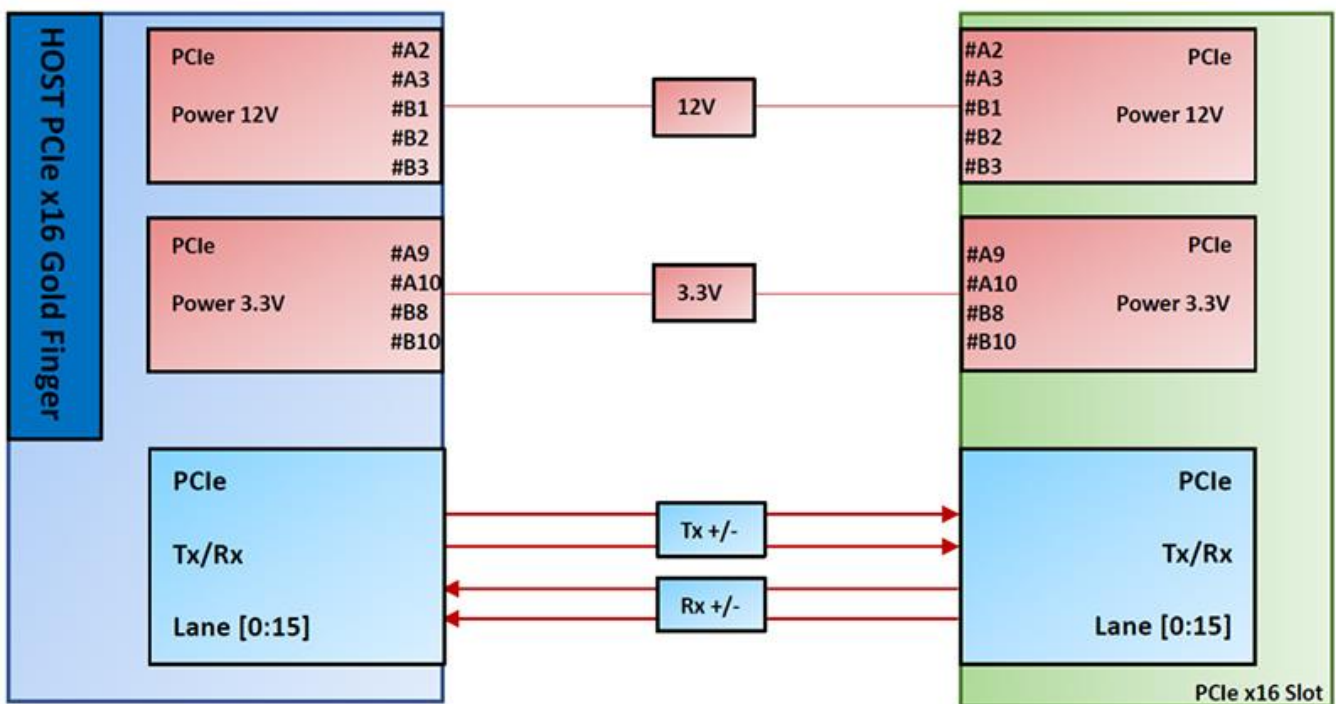 HOST PCIe x16 Gold Finger
PCIe
Power 12V
#A2
#A3
#B1
#B2
#B3
12V
#A2
#A3
#B1
#B2
#B3
PCIe
Power 12V
PCIe
Power 3.3V
#A9
#A10
#B8
#B10
3.3V
#A9
#A10
#B8
#B10
PCIe
Power 3.3V
PCIe
Tx/Rx
Lane [0:15]
Tx +/-
Rx +/-
PCIe
Tx/Rx
Lane [0:15]
PCIe x16 Slot